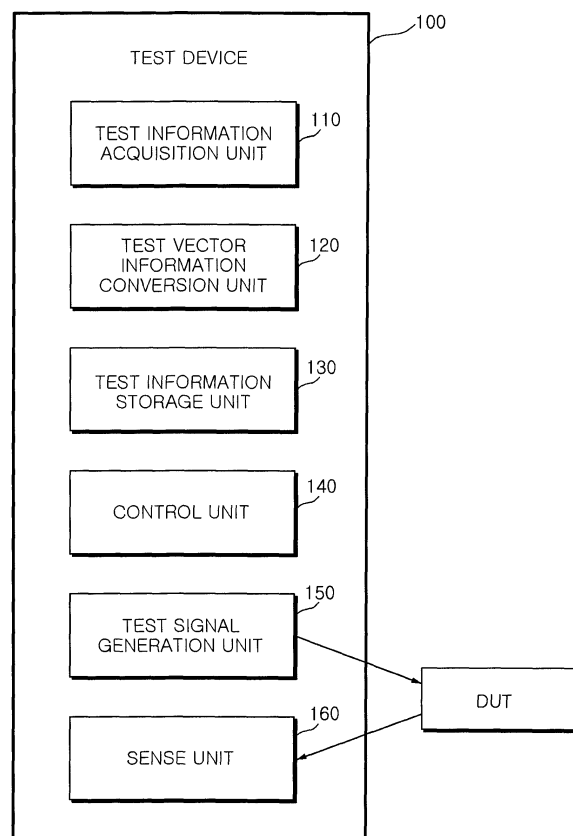 100
TEST DEVICE
110
TEST INFORMATION
ACQUISITION UNIT
120
TEST VECTOR
INFORMATION
CONVERSION UNIT
130
TEST INFORMATION
STORAGE UNIT
140
CONTROL UNIT
150
TEST SIGNAL
GENERATION UNIT
DUT
160
SENSE UNIT